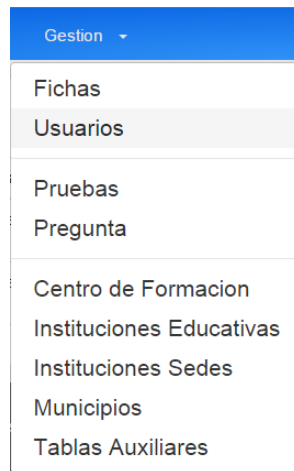 Gestion
Fichas
Usuarios
Pruebas
Pregunta
Centro de Formacion
Instituciones Educativas
Instituciones Sedes
Municipios
Tablas Auxiliares